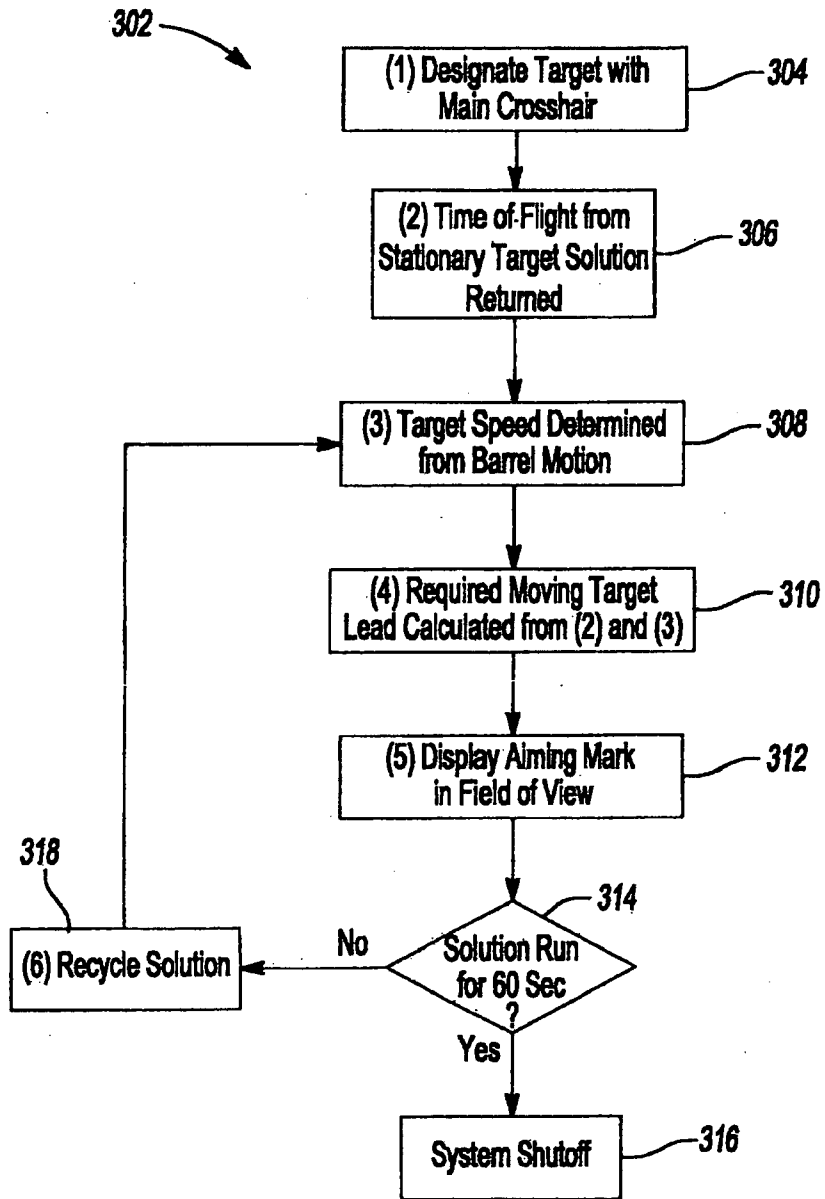 302
(1) Designate Target with
Main Crosshair
304
(2) Time of Flight from
Stationary Target Solution
Returned
306
(3) Target Speed Determined
from Barrel Motion
308
(4) Required Moving Target
Lead Calculated from (2) and (3)
310
(5) Display Aiming Mark
in Field of View
312
318
(6) Recycle Solution
No
314
Solution Run
for 60 Sec
?
Yes
System Shutoff
316